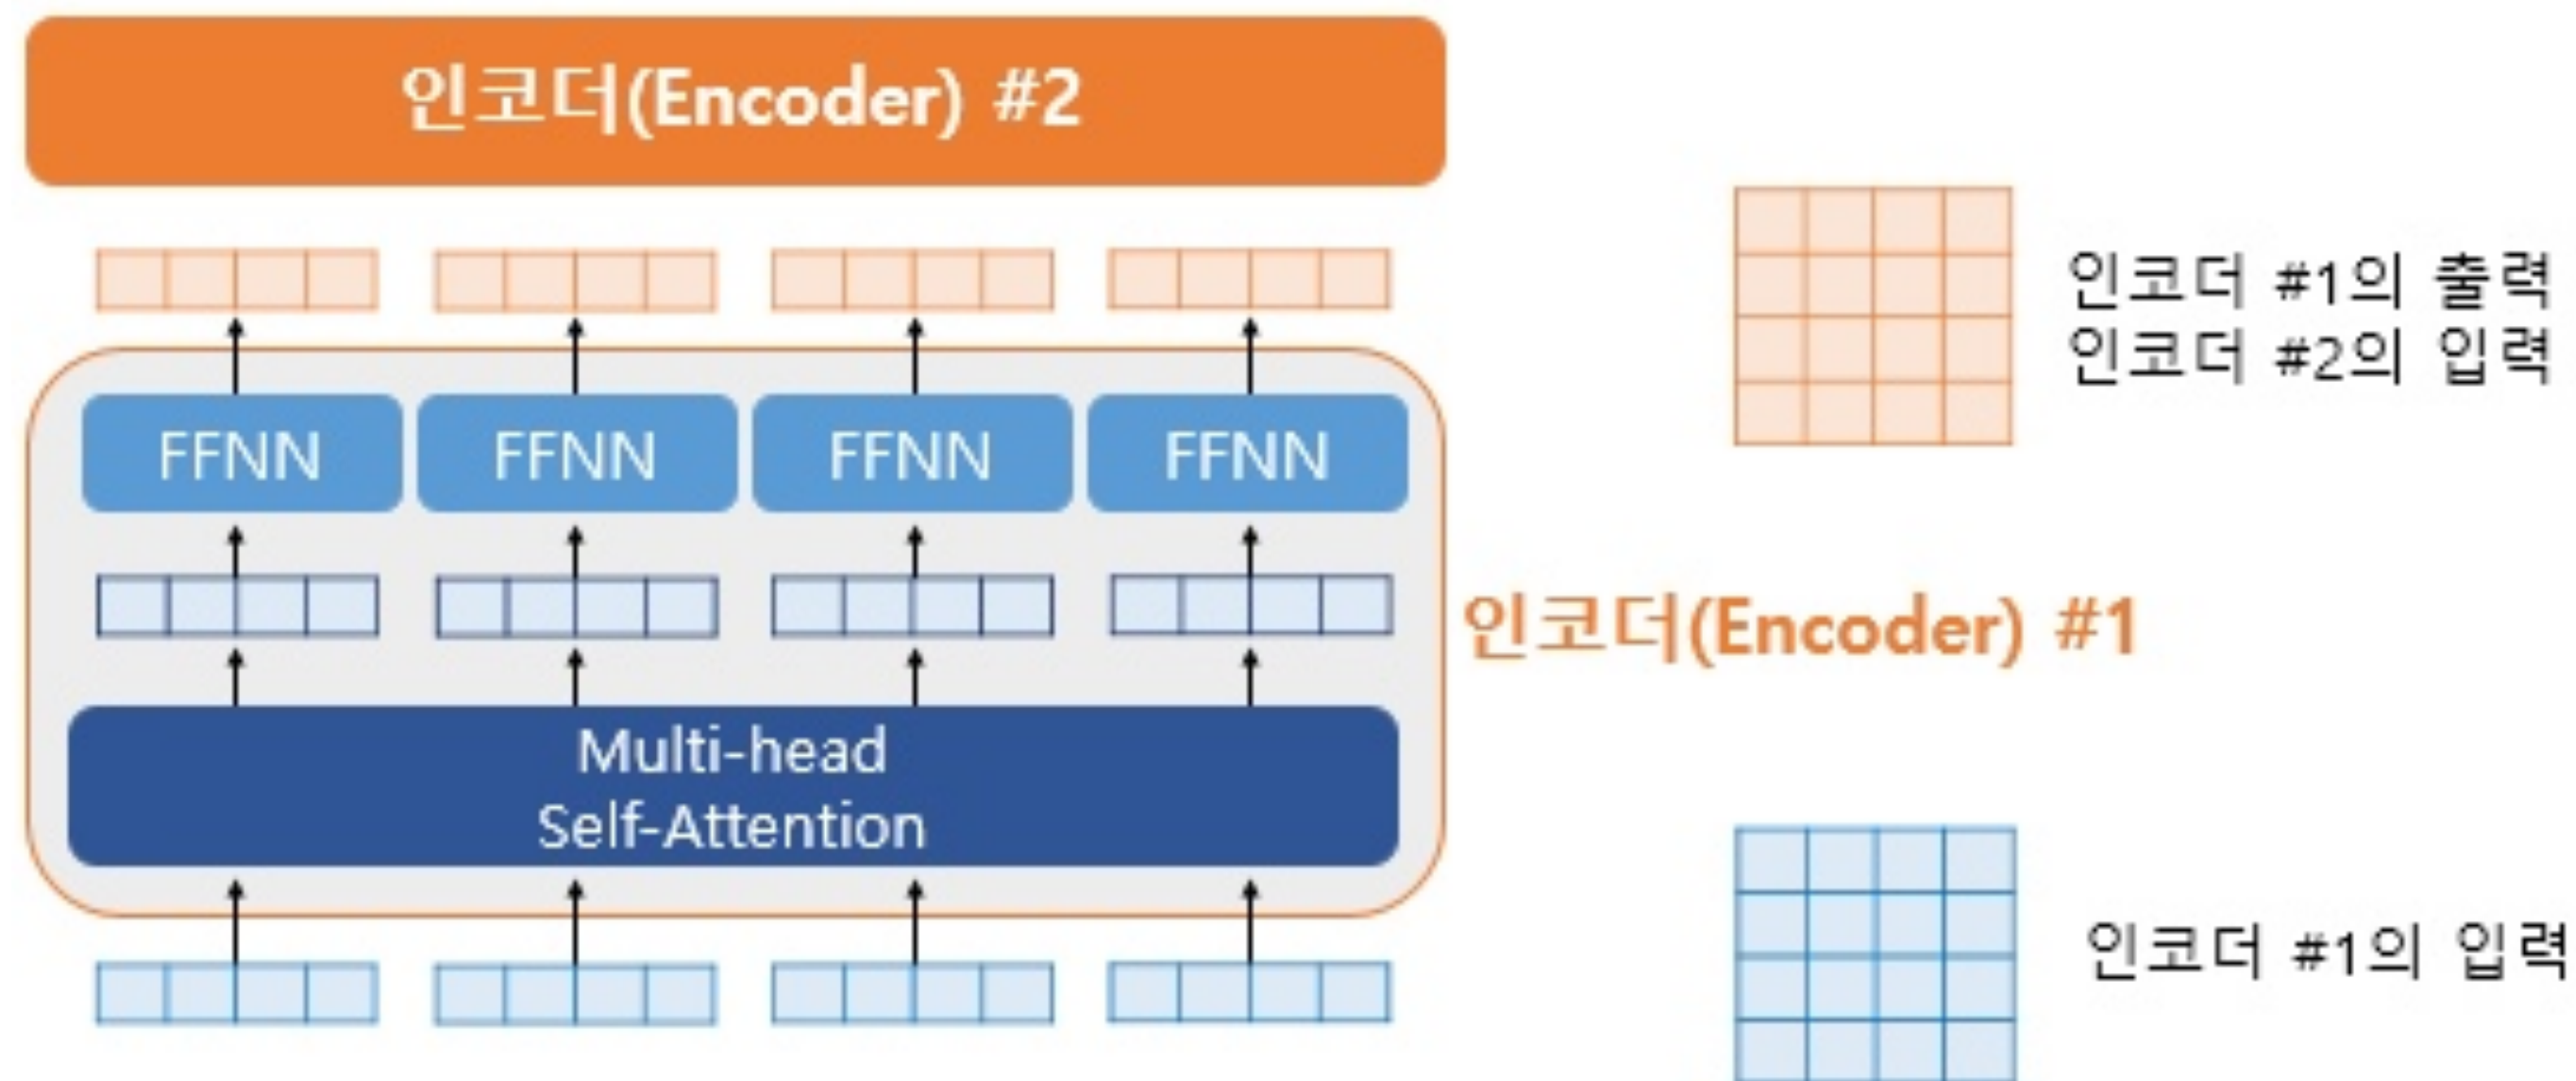 인코더(Encoder) #2
인코더 #1의 출력
인코더 #2의 입력
FFNN
FFNN
FFNN
FFNN
인코더(Encoder) #1
Multi-head
Self-Attention
인코더 #1의 입력